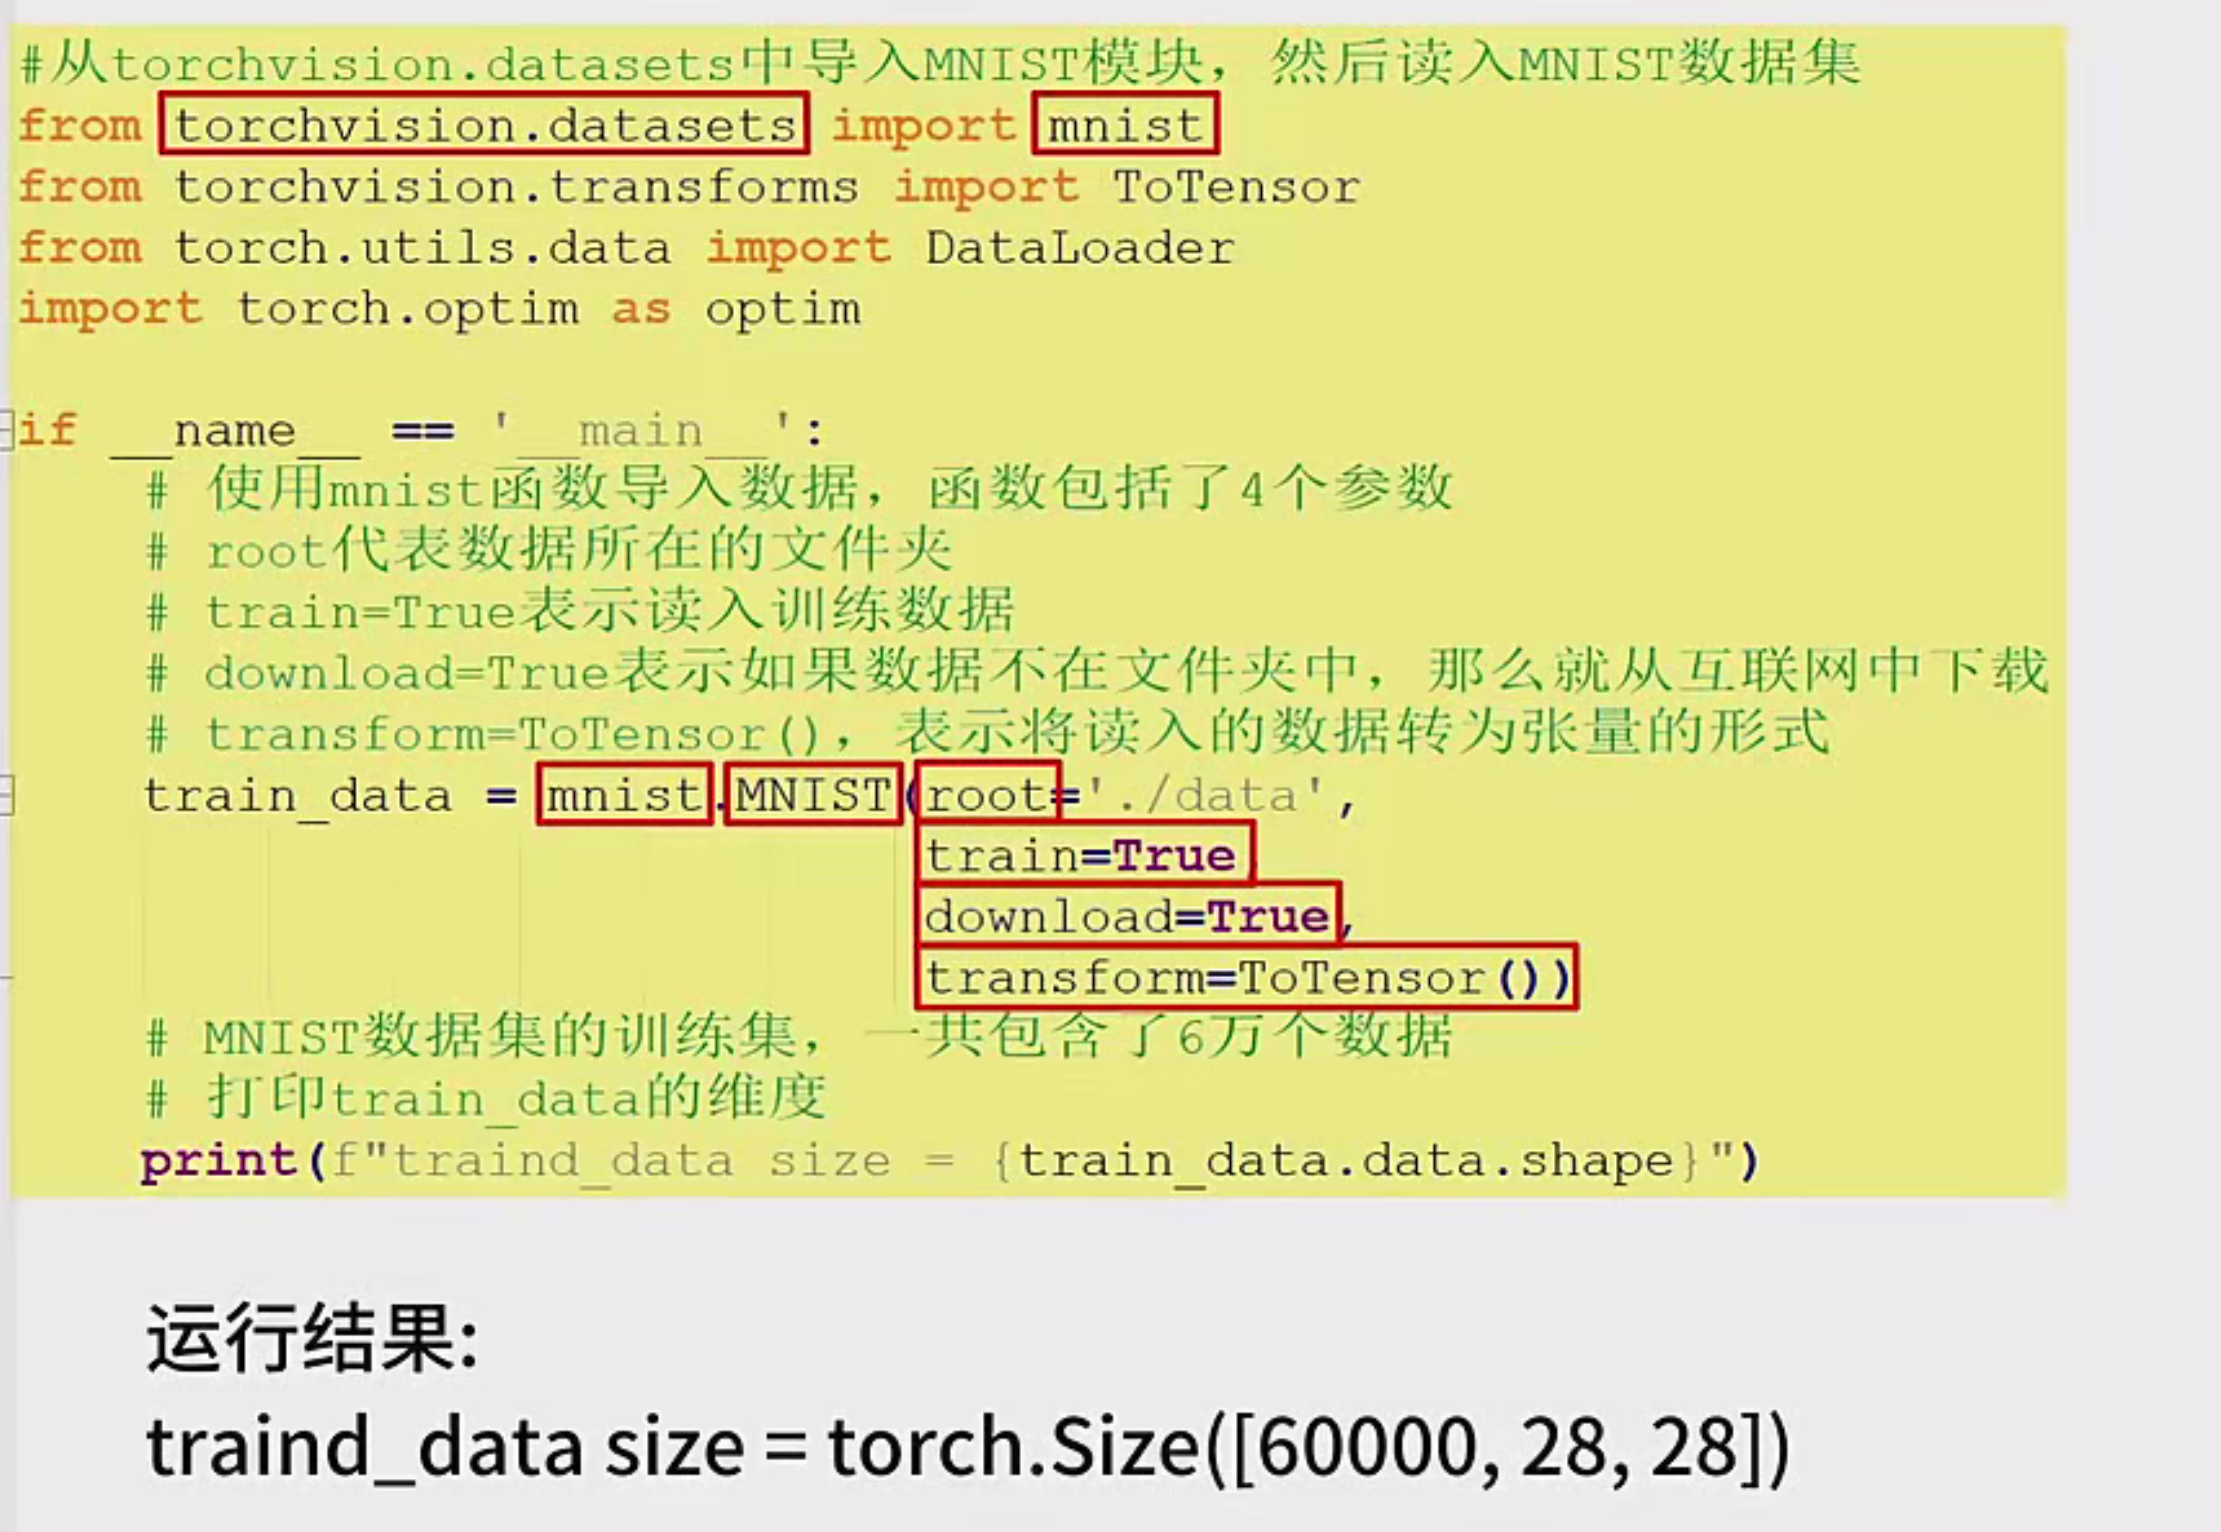 #从torchvision.datasets中导入MNIST模块，然后读入MNIST数据集
from torchvision.datasets import mnist
from torchvision.transforms import ToTensor
from torch.utils.data import DataLoader
import torch.optim as optim
if __name__ == '__main__':
# 使用mnist函数导入数据，函数包括了4个参数
# root代表数据所在的文件夹
# train=True表示读入训练数据
# download=True表示如果数据不在文件夹中，那么就从互联网中下载
# transform=ToTensor()，表示将读入的数据转为张量的形式
train_data = mnist.MNIST(root='./data',
train=True,
download=True,
transform=ToTensor())
# MNIST数据集的训练集，一共包含了6万个数据
# 打印train_data的维度
print(f"traind_data size = {train_data.data.shape}")
运行结果:
traind_data size = torch.Size([60000, 28, 28])